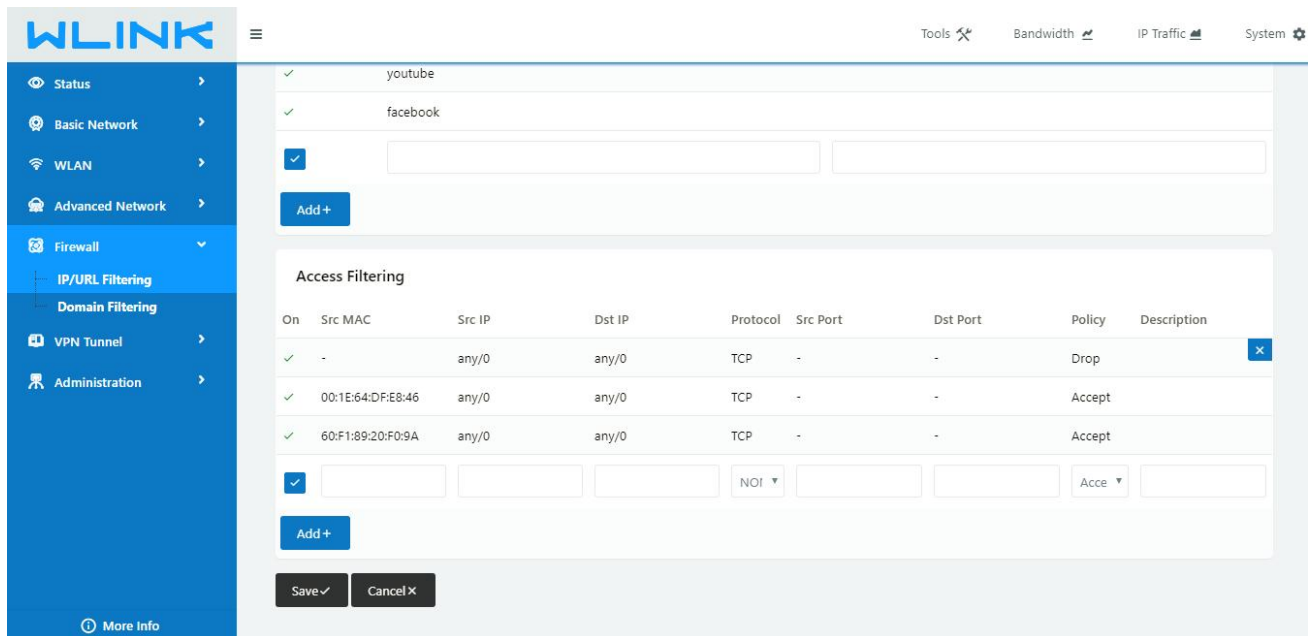 WLINK
Tools Bandwidth IP Traffic System
Status
Basic Network
WLAN
Advanced Network
Firewall
IP/URL Filtering
Domain Filtering
VPN Tunnel
Administration
More Info
youtube
facebook
Add+
Access Filtering
On Src MAC Src IP Dst IP Protocol Src Port Dst Port Policy Description
- any/0 any/0 TCP - - Drop
00:1E:64:DF:E8:46 any/0 any/0 TCP - - Accept
60:F1:89:20:F0:9A any/0 any/0 TCP - - Accept
Acce
Add+
Save Cancel